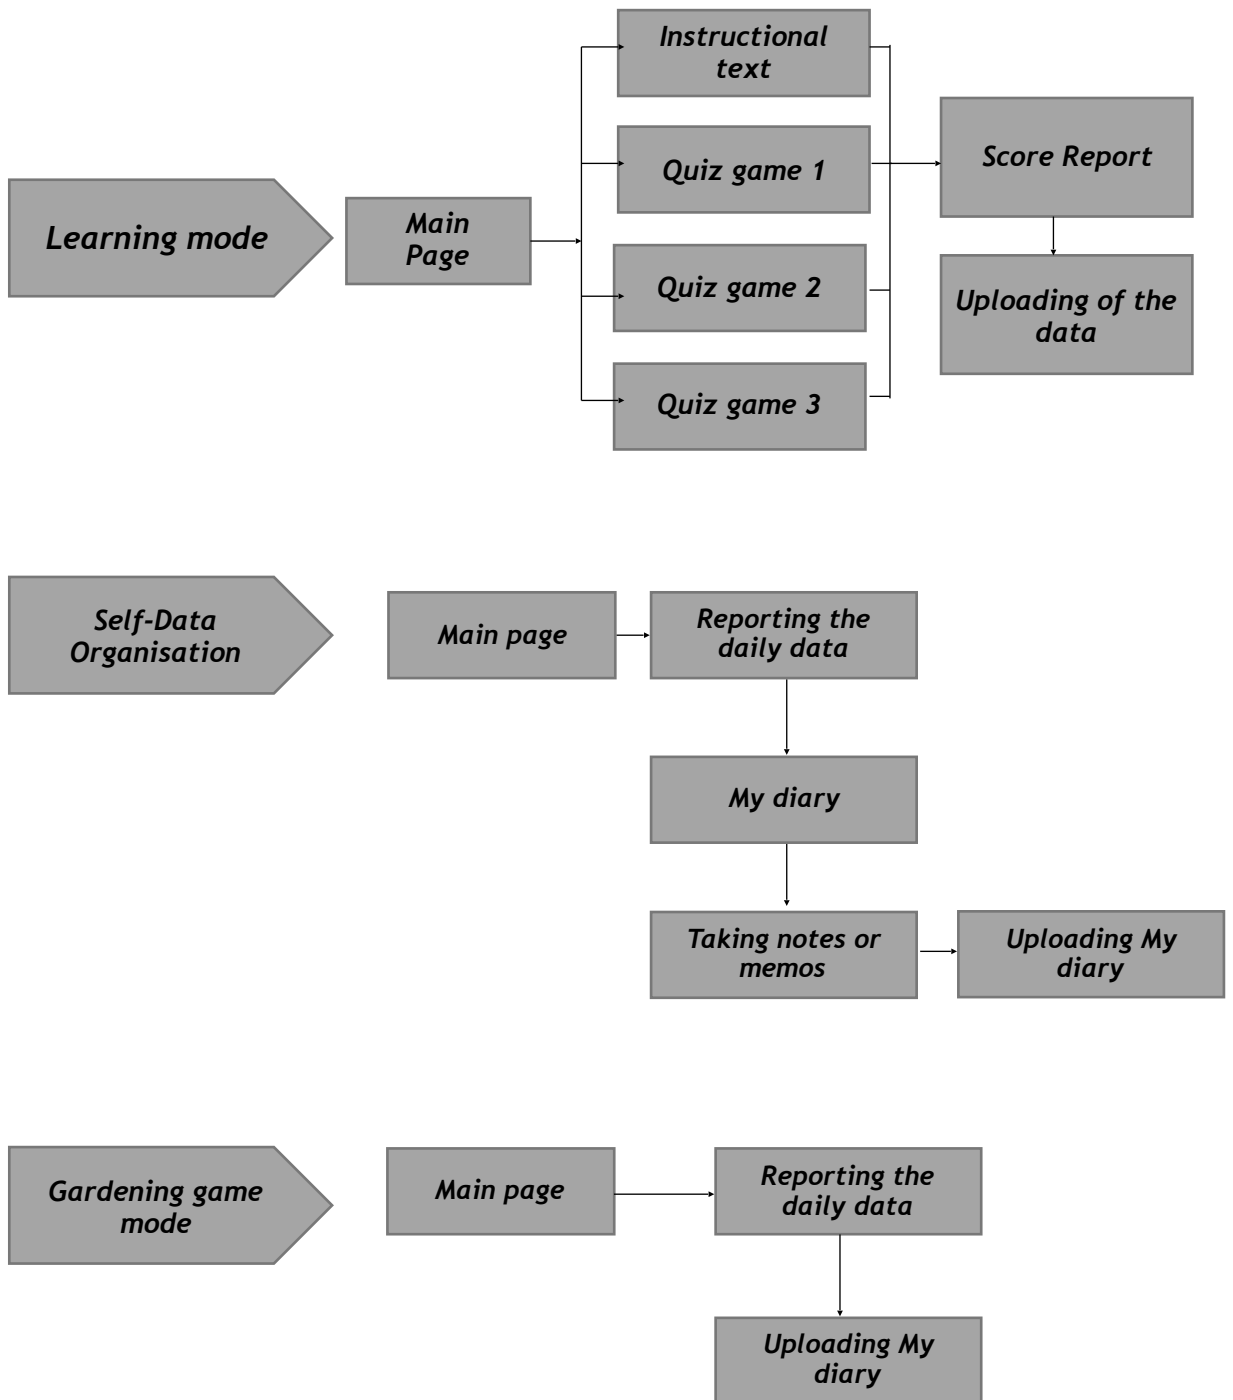 Instructional
text
Quiz game 1
Score Report
Learning mode
Main
Page
Quiz game 2
Uploading of the
data
Quiz game 3
Self-Data
Organisation
Main page
Reporting the
daily data
My diary
Taking notes or
memos
Uploading My
diary
Gardening game
mode
Main page
Reporting the
daily data
Uploading My
diary